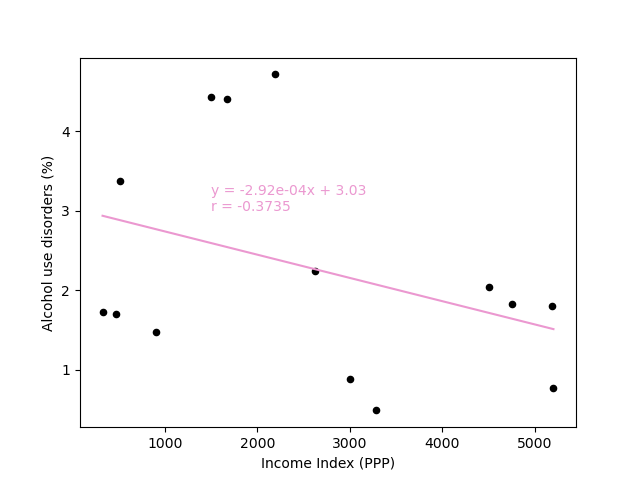 y = -2.92e-04x + 3.03
r = -0.3735
Alcohol use disorders (%)
4
3
2
1
1000 2000 3000 4000 5000
Income Index (PPP)